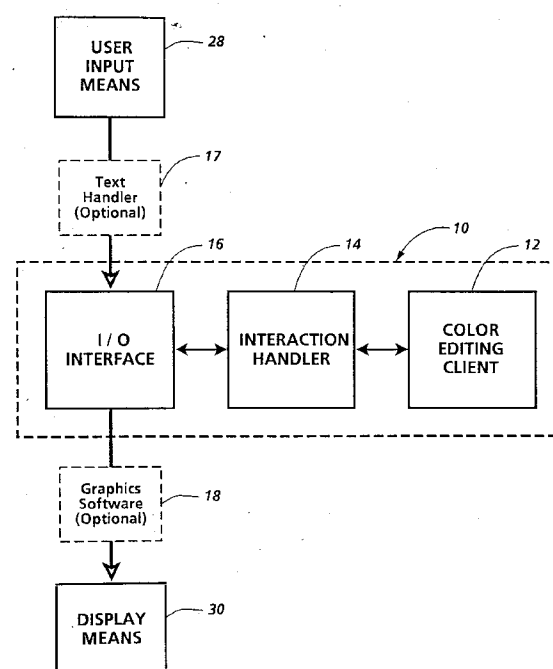 USER
INPUT
MEANS
28
Text
Handler
(Optional)
17
10
16
14
12
I / O
INTERFACE
INTERACTION
HANDLER
COLOR
EDITING
CLIENT
Graphics
Software
(Optional)
18
DISPLAY
MEANS
30